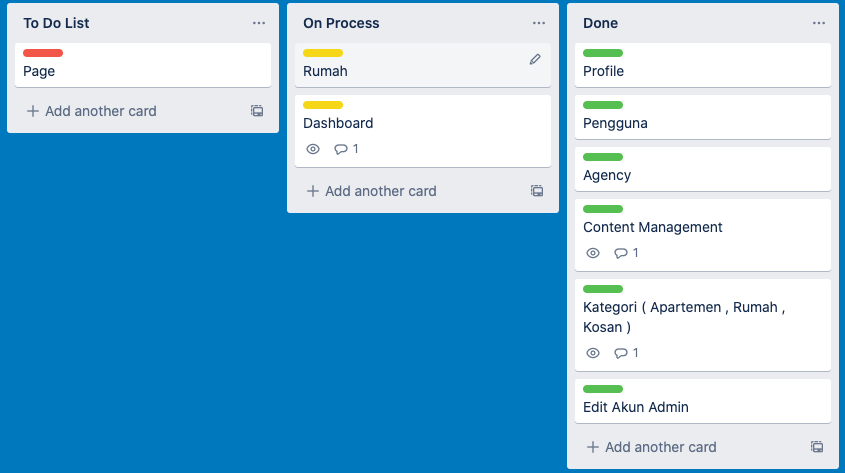 To Do List
Page
Add another card
On Process
Rumah
Dashboard
1
Add another card
Done
Profile
Pengguna
Agency
Content Management
1
Kategori ( Apartemen , Rumah ,
Kosan )
1
Edit Akun Admin
Add another card